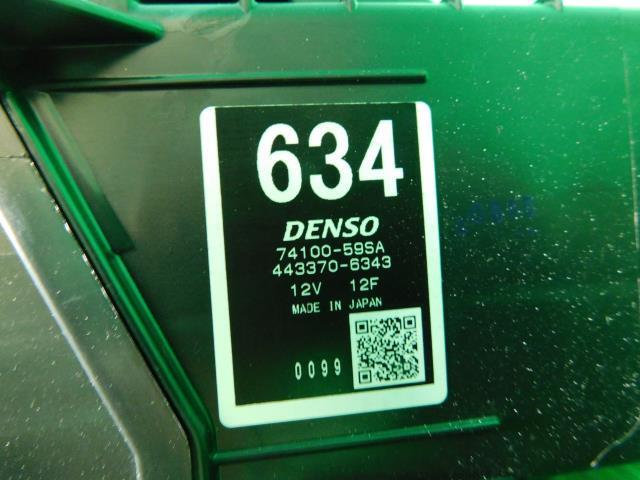 634
DENSO
74100-59SA
443370-6343
12V 12F
MADE IN JAPAN
0099